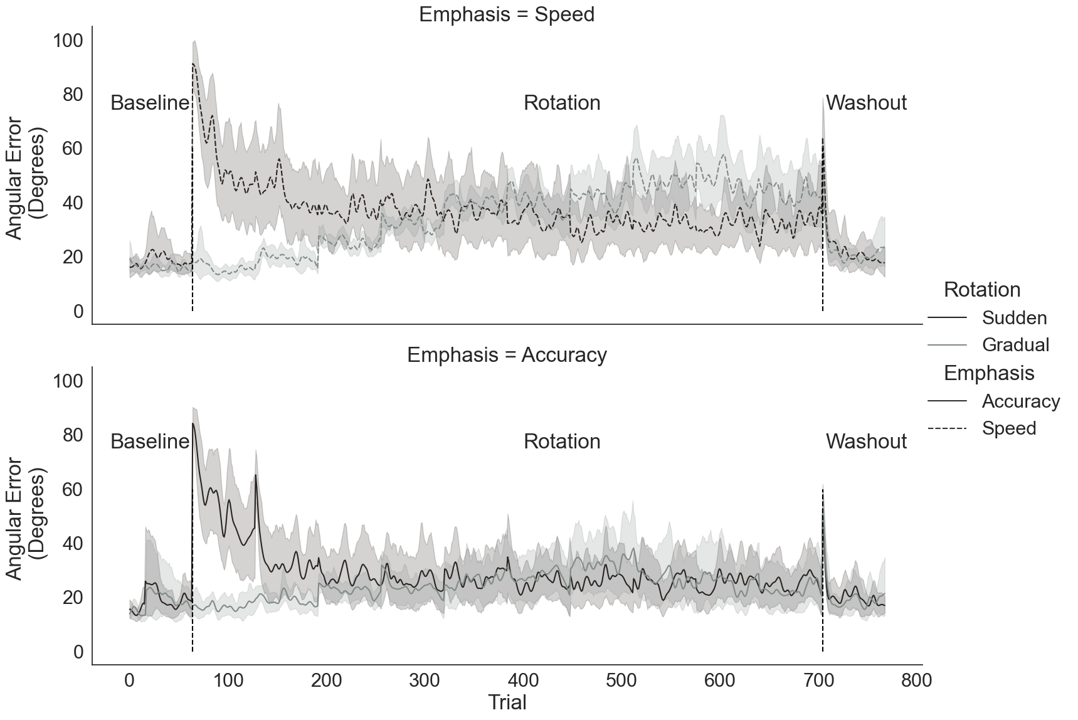 Emphasis = Speed
100
80
60
40
20
0
Angular Error
(Degrees)
Baseline
Rotation
Washout
Emphasis = Accuracy
100
80
60
40
20
0
Angular Error
(Degrees)
Baseline
Rotation
Washout
0 100 200 300 400 500 600 700 800
Trial
Rotation
Sudden
Gradual
Emphasis
Accuracy
Speed